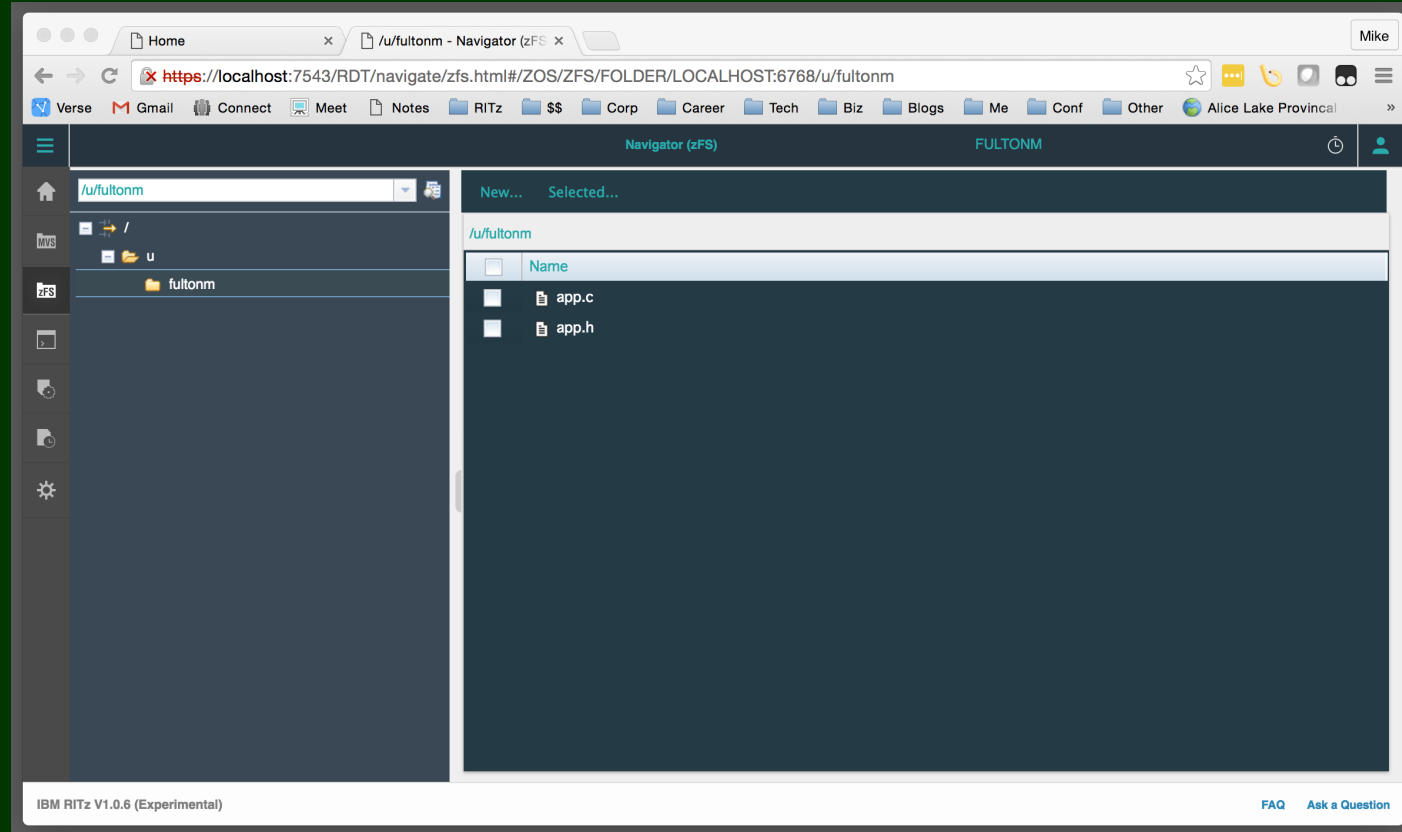 Home
/u/fultonm - Navigator (zFS
Mike
https://localhost:7543/RDT/navigate/zfs.html#/ZOS/ZFS/FOLDER/LOCALHOST:6768/u/fultonm
Verse Gmail Connect Meet Notes RITz $$ Corp Career Tech Biz Blogs Me Conf Other Alice Lake Provincal »
Navigator (zFS) FULTONM
/u/fultonm
New... Selected...
/
/u/fultonm
MVS
u
Name
fultonm
zFS
app.c
app.h
IBM RITz V1.0.6 (Experimental)
FAQ Ask a Question